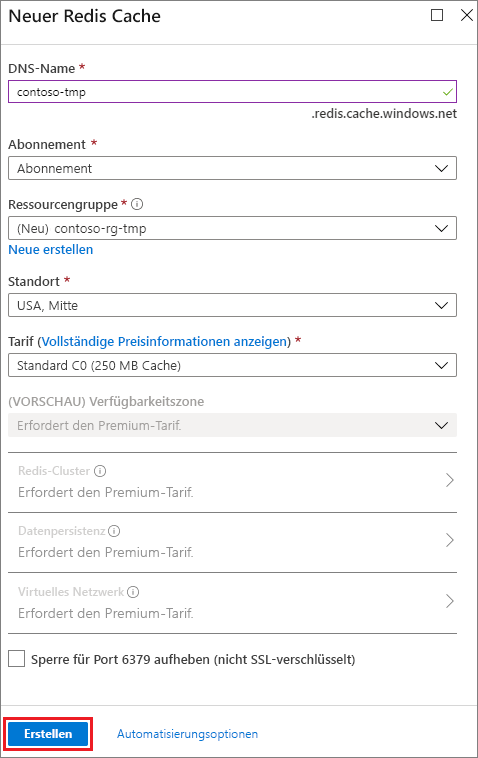 Neuer Redis Cache
DNS-Name *
contoso-tmp
.redis.cache.windows.net
Abonnement *
Abonnement
Ressourcengruppe *
(Neu) contoso-rg-tmp
Neue erstellen
Standort *
USA, Mitte
Tarif (Vollständige Preisinformationen anzeigen) *
Standard C0 (250 MB Cache)
(VORSCHAU) Verfügbarkeitszone
Erfordert den Premium-Tarif.
Redis-Cluster
Erfordert den Premium-Tarif.
Datenpersistenz
Erfordert den Premium-Tarif.
Virtuelles Netzwerk
Erfordert den Premium-Tarif.
Sperre für Port 6379 aufheben (nicht SSL-verschlüsselt)
Erstellen Automatisierungsoptionen